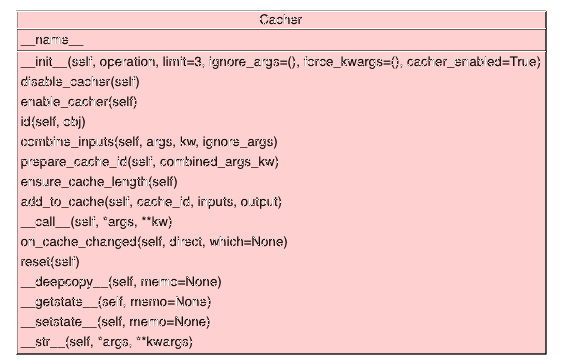 Cacher
__name__
__init__(self, operation, limit=3, ignore_args=(), force_kwargs={}, cacher_enabled=True)
disable_cacher(self)
enable_cacher(self)
id(self, obj)
combine_inputs(self, args, kw, ignore_args)
prepare_cache_id(self, combined_args_kw)
ensure_cache_length(self)
add_to_cache(self, cache_id, inputs, output)
__call__(self, *args, **kw)
on_cache_changed(self, direct, which=None)
reset(self)
__deepcopy__(self, memo=None)
__getstate__(self, memo=None)
__setstate__(self, memo=None)
__str__(self, *args, **kwargs)